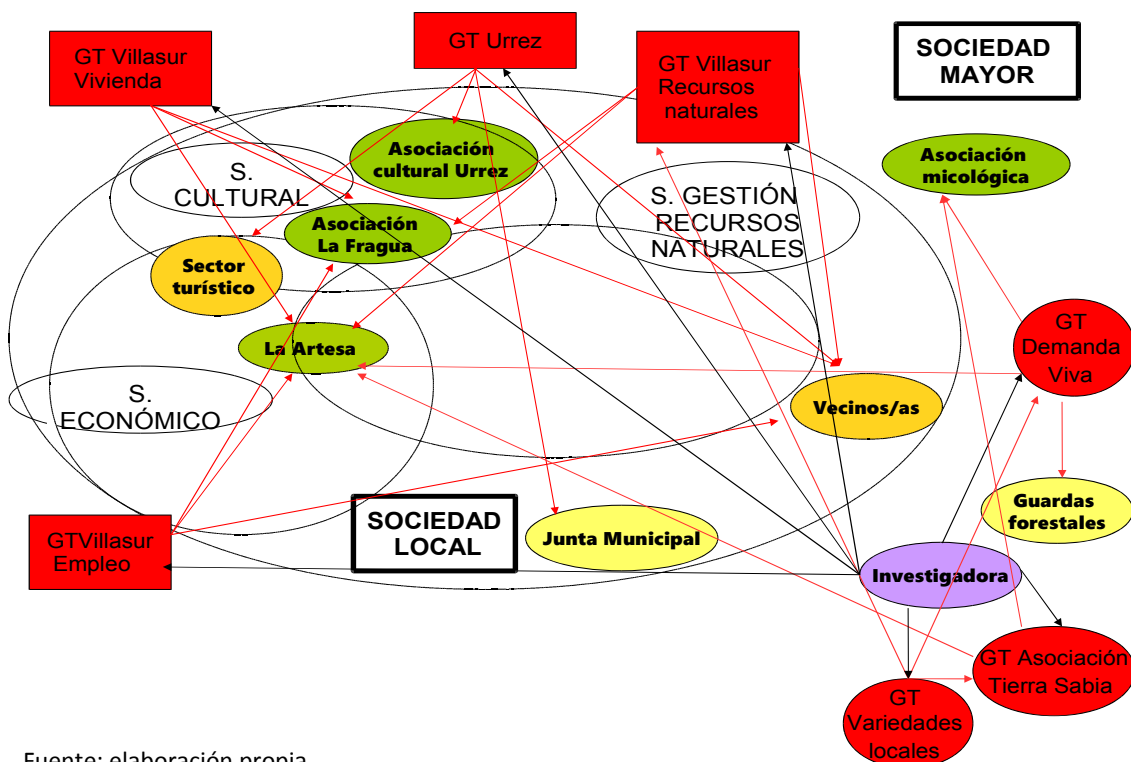 GT Villasur
Vivienda
GT Urrez
GT Villasur
Recursos
naturales
SOCIEDAD
MAYOR
Asociación
cultural Urrez
Asociación
micológica
S.
CULTURAL
S. GESTIÓN
RECURSOS
NATURALES
Asociación
La Fragua
Sector
turístico
La Artesa
GT
Demanda
Viva
S.
ECONÓMICO
Vecinos/as
SOCIEDAD
LOCAL
Guardas
forestales
GTVillasur
Empleo
Junta Municipal
Investigadora
GT Asociación
Tierra Sabia
GT
Variedades
locales
Fuente: elaboración propia